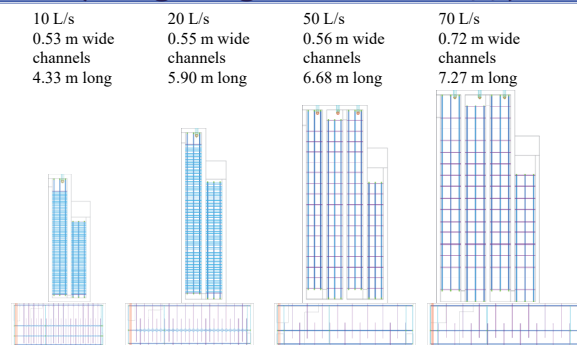 10 L/s
0.53 m wide
channels
4.33 m long
20 L/s
0.55 m wide
channels
5.90 m long
50 L/s
0.56 m wide
channels
6.68 m long
70 L/s
0.72 m wide
channels
7.27 m long